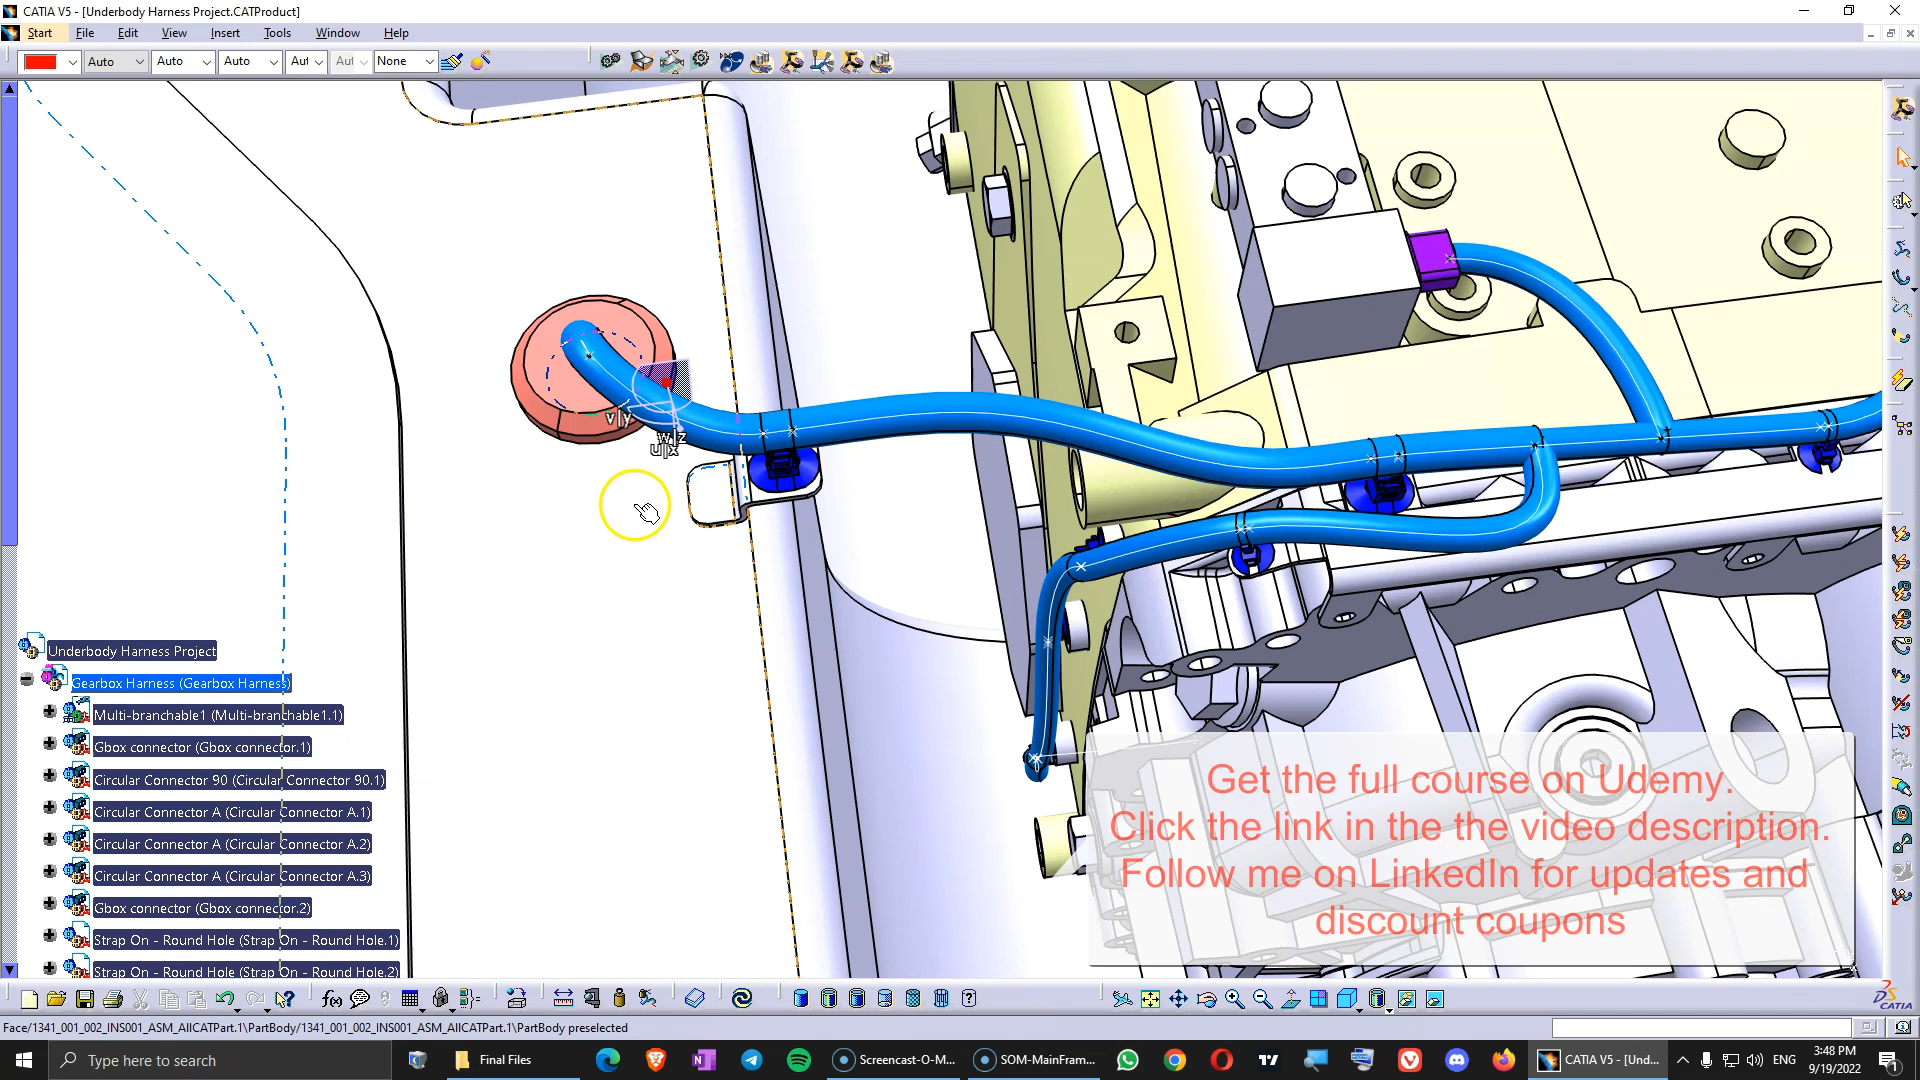 CATIA V5 - [Underbody Harness Project.CATProduct]
Start File Edit View Insert Tools Window Help
Auto Auto Auto Aut Aut None
v|y
w|z
u|x
Underbody Harness Project
Gearbox Harness (Gearbox Harness)
Multi-branchable1 (Multi-branchable1.1)
Gbox connector (Gbox connector.1)
Circular Connector 90 (Circular Connector 90.1)
Circular Connector A (Circular Connector A.1)
Circular Connector A (Circular Connector A.2)
Circular Connector A (Circular Connector A.3)
Gbox connector (Gbox connector.2)
Strap On - Round Hole (Strap On - Round Hole.1)
Strap On - Round Hole (Strap On - Round Hole.2)
Get the full course on Udemy.
Click the link in the the video description.
Follow me on LinkedIn for updates and
discount coupons
CATIA
Face/1341_001_002_INS001_ASM_AllCATPart.1\PartBody/1341_001_002_INS001_ASM_AllCATPart.1\PartBody preselected
Type here to search
Final Files
Screencast-O-M...
SOM-MainFram...
CATIA V5 - [Und...
ENG
3:48 PM
9/19/2022